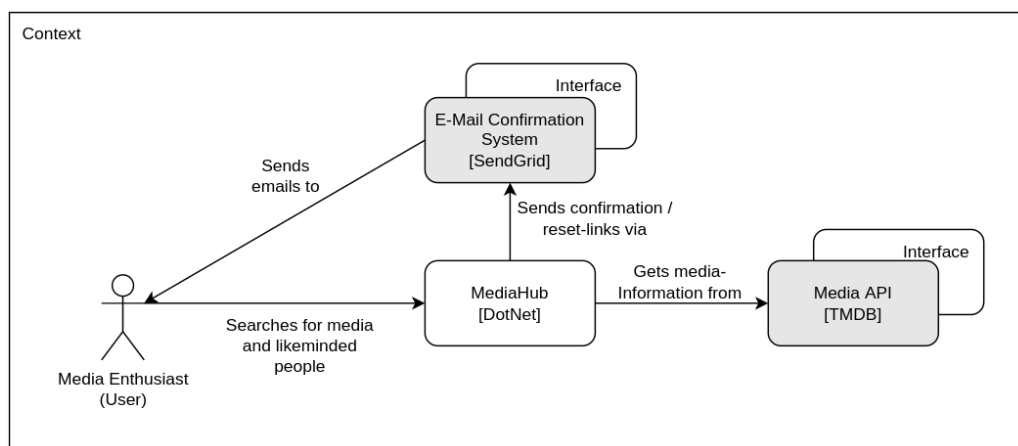 Context
Interface
E-Mail Confirmation
System
[SendGrid]
Sends
emails to
Sends confirmation /
reset-links via
Interface
MediaHub
[DotNet]
Gets media-
Information from
Media API
[TMDB]
Searches for media
and likeminded
people
Media Enthusiast
(User)